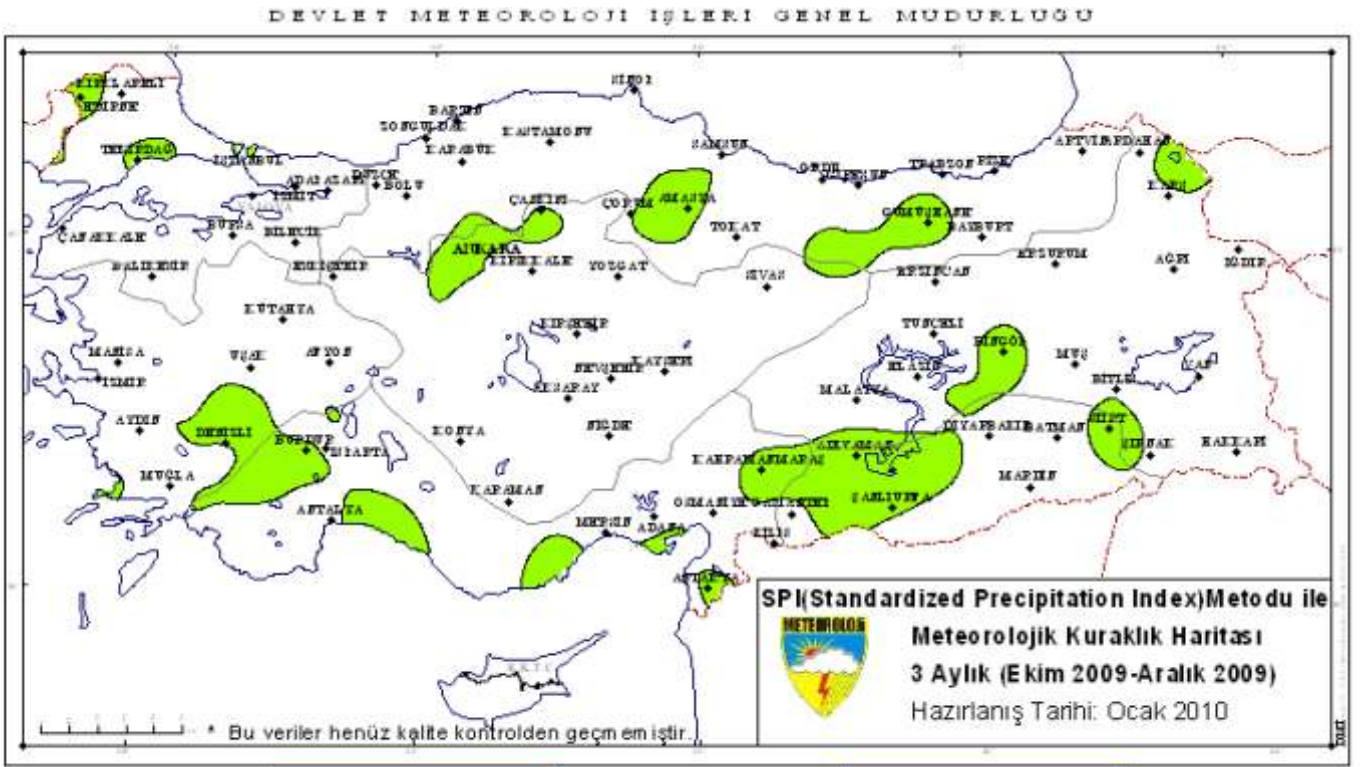 DEVLET METEOROLOJİ İŞLERİ GENEL MÜDÜRLÜĞÜ
SİNOP
KIRKLARELİ
EDİRNE
BARTIN
ZONGULDAK
KASTAMONU
KARABÜK
TEKİRDAĞ
İSTANBUL
SAMSUN
ARTVİN
ARDAHAN
TRABZON
RİZE
ORDU
GİRESUN
DÜZCE
BOLU
ADAPAZARI
İZMİT
YALOVA
KARS
ÇANKIRI
ÇORUM
AMASYA
GÜMÜŞHANE
BAYBURT
TOKAT
ÇANAKKALE
BURSA
BİLECİK
ANKARA
KIRIKKALE
YOZGAT
SİVAS
ERZİNCAN
ERZURUM
AĞRI
IĞDIR
BALIKESİR
ESKİŞEHİR
KÜTAHYA
KIRŞEHİR
TUNCELİ
BİNGÖL
MUŞ
VAN
MANİSA
UŞAK
AFYON
İZMİR
NEVŞEHİR
KAYSERİ
AKSARAY
ELAZIĞ
MALATYA
BİTLİS
AYDIN
DENİZLİ
BURDUR
ISPARTA
KONYA
NİĞDE
DİYARBAKIR
BATMAN
SİİRT
ŞIRNAK
HAKKARİ
ADIYAMAN
KAHRAMANMARAŞ
MUĞLA
ANTALYA
KARAMAN
MERSİN
ADANA
OSMANİYE
GAZİANTEP
ŞANLIURFA
MARDİN
KİLİS
ANTAKYA
K.K.T.C.
SPI(Standardized Precipitation Index)Metodu ile
METEOROLOJİ
Meteorolojik Kuraklık Haritası
3 Aylık (Ekim 2009-Aralık 2009)
Hazırlanış Tarihi: Ocak 2010
* Bu veriler henüz kalite kontrolden geçmemiştir.